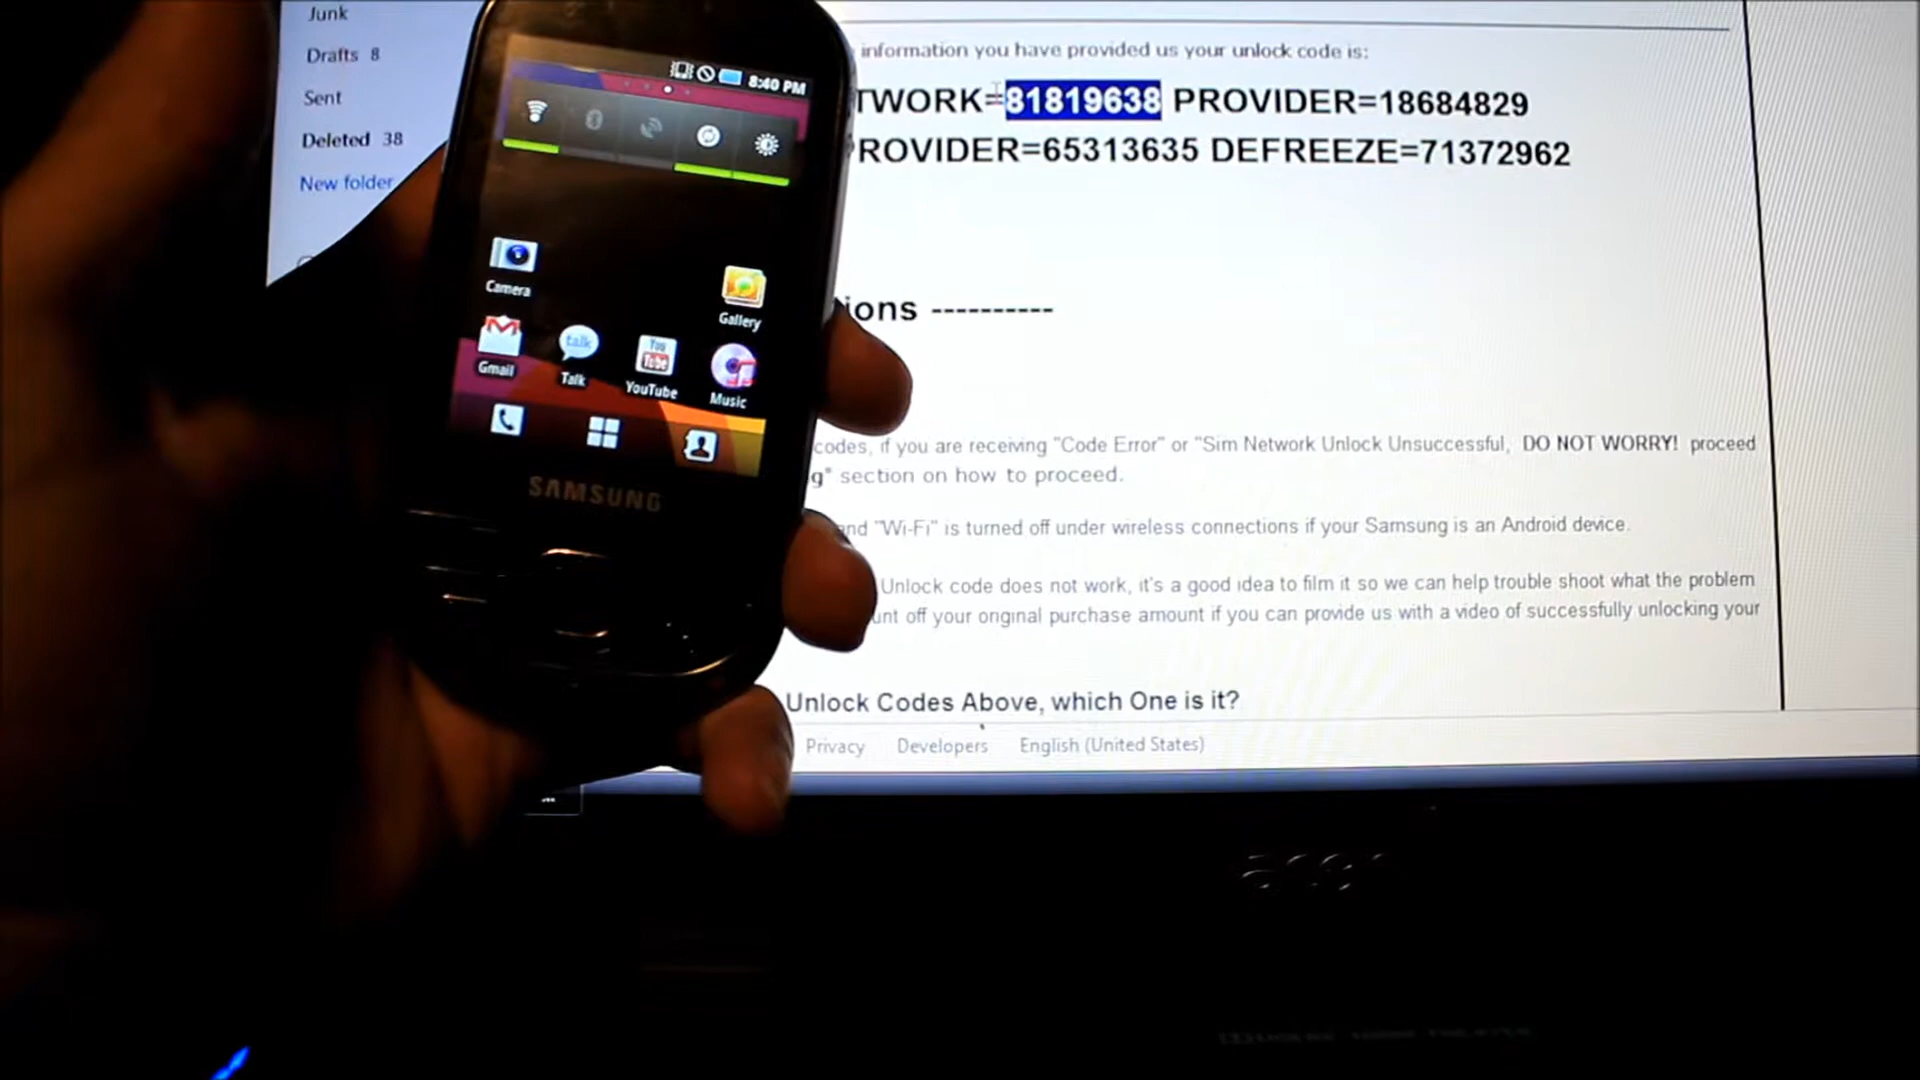 Junk
Drafts 8
Sent
Deleted 38
New folder
8:40 PM
Camera
Gallery
Gmail
talk
Talk
You
Tube
YouTube
Music
SAMSUNG
information you have provided us your unlock code is:
TWORK=81819638 PROVIDER=18684829
ROVIDER=65313635 DEFREEZE=71372962
ions ----------
codes, if you are receiving "Code Error" or "Sim Network Unlock Unsuccessful, DO NOT WORRY! proceed
g" section on how to proceed.
and "Wi-Fi" is turned off under wireless connections if your Samsung is an Android device.
Unlock code does not work, it's a good idea to film it so we can help trouble shoot what the problem
unt off your original purchase amount if you can provide us with a video of successfully unlocking your
Unlock Codes Above, which One is it?
Privacy Developers English (United States)
acer